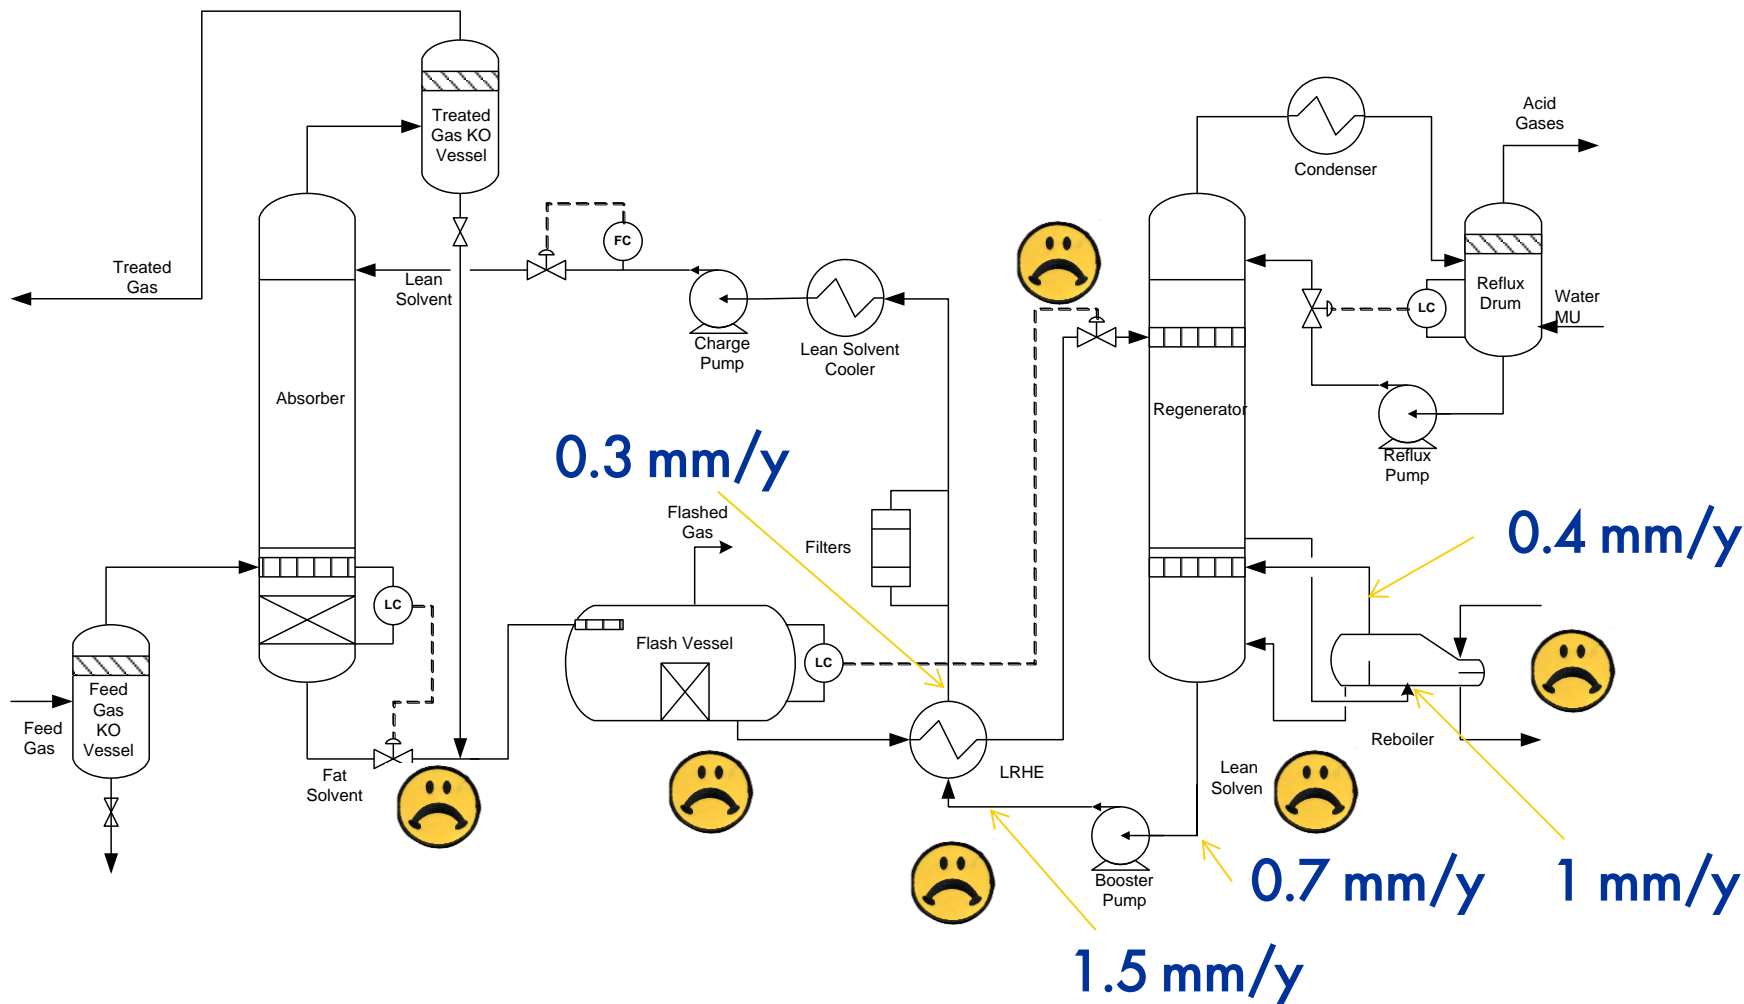 Treated
Gas KO
Vessel
Acid
Gases
Condenser
FC
Treated
Gas
Lean
Solvent
Reflux
Drum
LC
Water
MU
Charge
Pump
Lean Solvent
Cooler
Absorber
Regenerator
0.3 mm/y
Reflux
Pump
Flashed
Gas
Filters
0.4 mm/y
LC
Flash Vessel
LC
Feed
Gas
KO
Vessel
Feed
Gas
Reboiler
Fat
Solvent
LRHE
Lean
Solven
Booster
Pump
0.7 mm/y
1 mm/y
1.5 mm/y